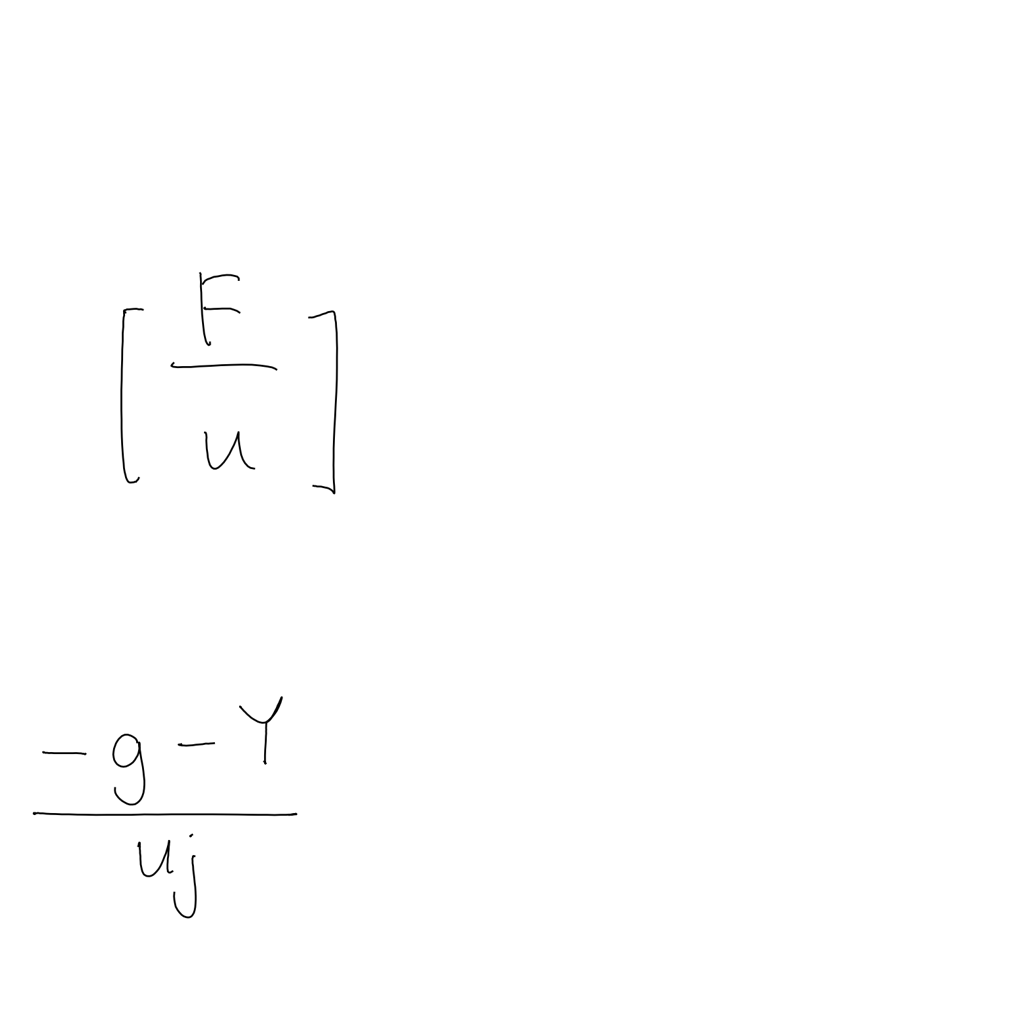 [ F / u ]
(-g - Y) / (uj)